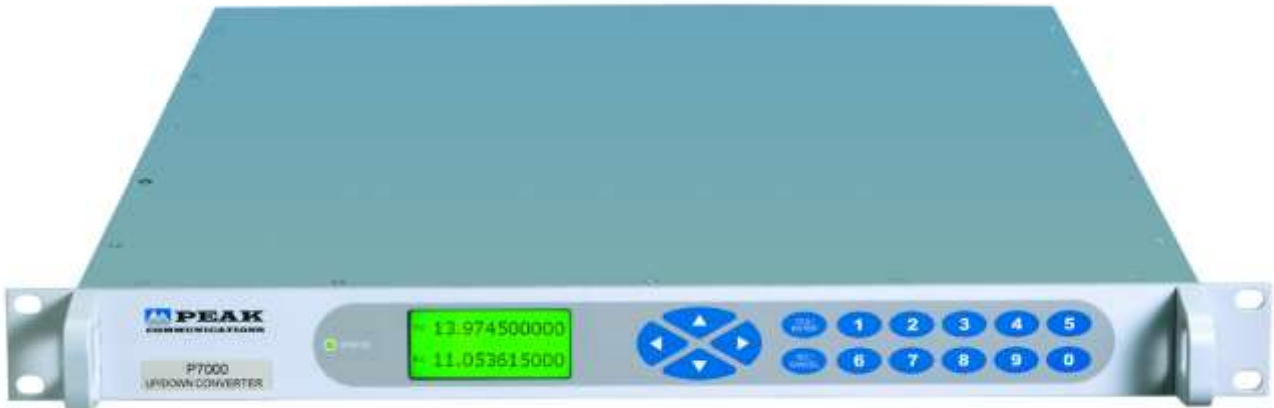 PEAK
COMMUNICATIONS
P7000
UP/DOWN CONVERTER
13.974500000
11.053615000
1 2 3 4 5
6 7 8 9 0